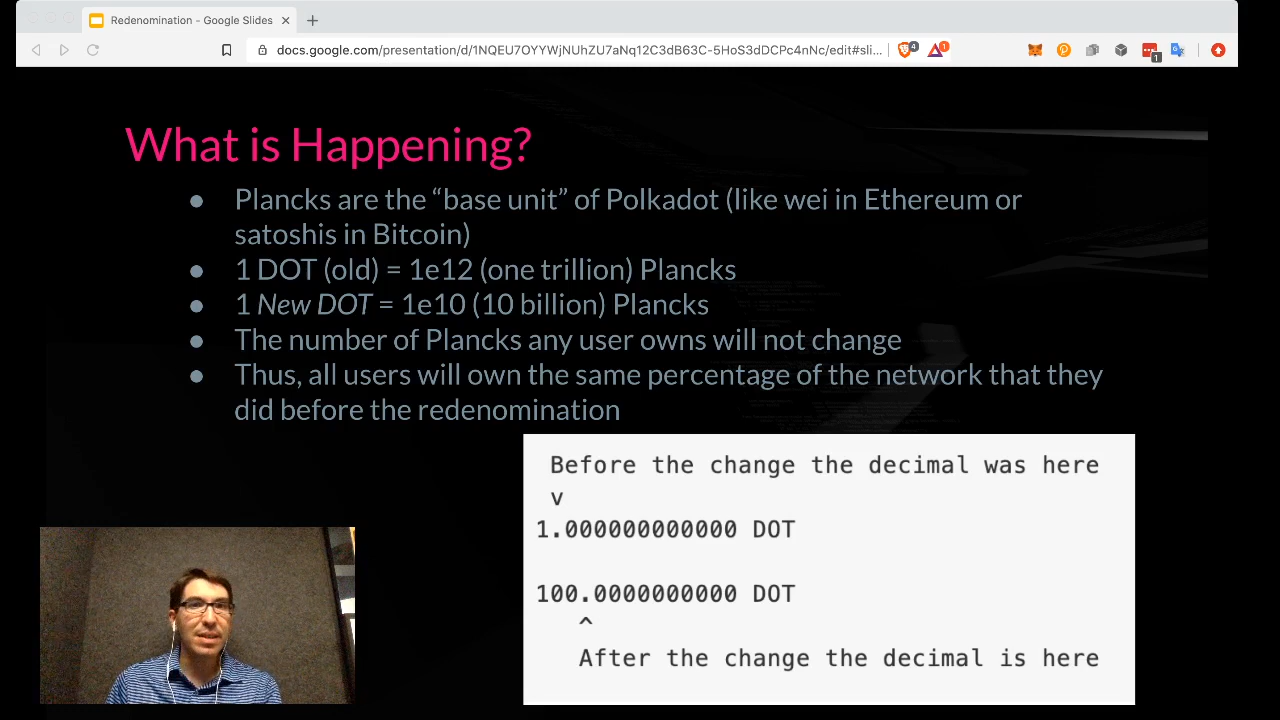 Redenomination - Google Slides
docs.google.com/presentation/d/1NQEU7OYYWjNUhZU7aNq12C3dB63C-5HoS3dDCPc4nNc/edit#sli...
4
1
1
What is Happening?
● Plancks are the “base unit” of Polkadot (like wei in Ethereum or
satoshis in Bitcoin)
● 1 DOT (old) = 1e12 (one trillion) Plancks
● 1 New DOT = 1e10 (10 billion) Plancks
● The number of Plancks any user owns will not change
● Thus, all users will own the same percentage of the network that they
did before the redenomination
Before the change the decimal was here
v
1.000000000000 DOT
100.0000000000 DOT
^
After the change the decimal is here